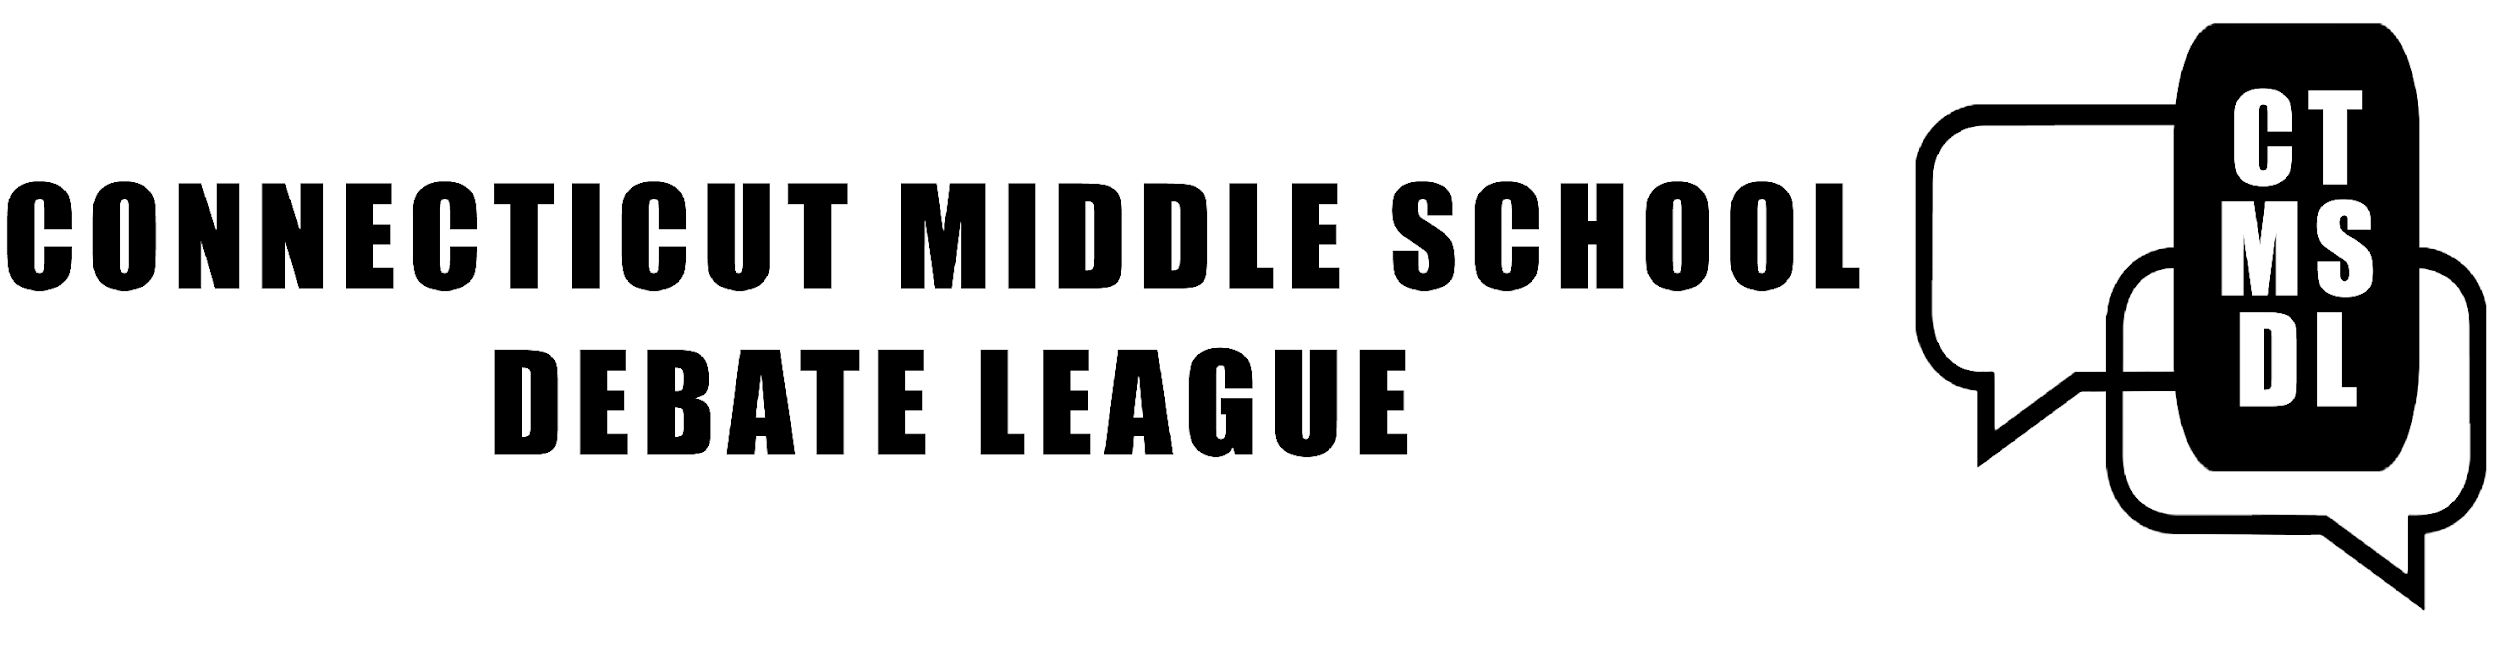 CONNECTICUT MIDDLE SCHOOL
DEBATE LEAGUE
CT
MS
DL